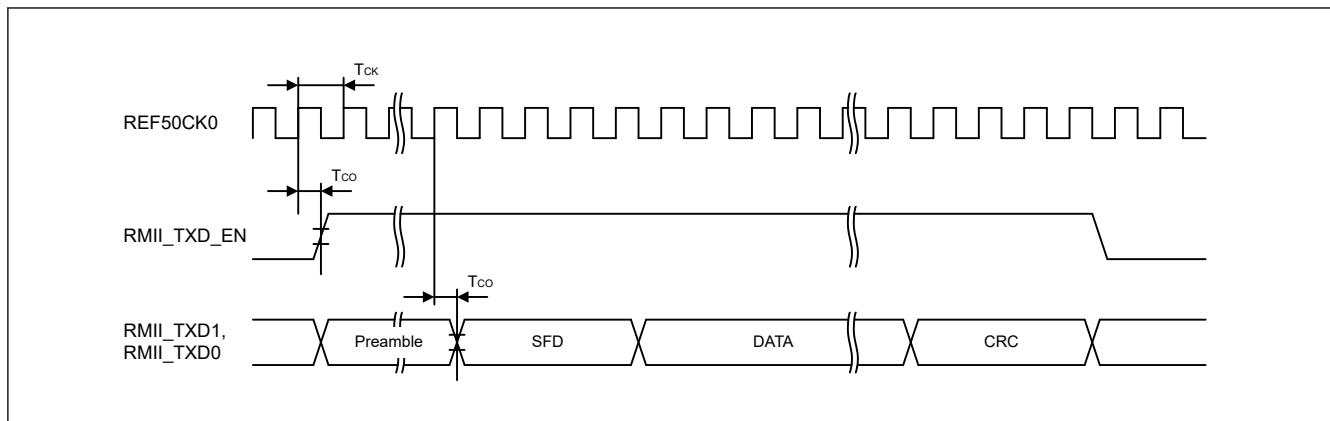 TCK
REF50CK0
TCO
RMII_TXD_EN
TCO
RMII_TXD1,
RMII_TXD0
Preamble
SFD
DATA
CRC